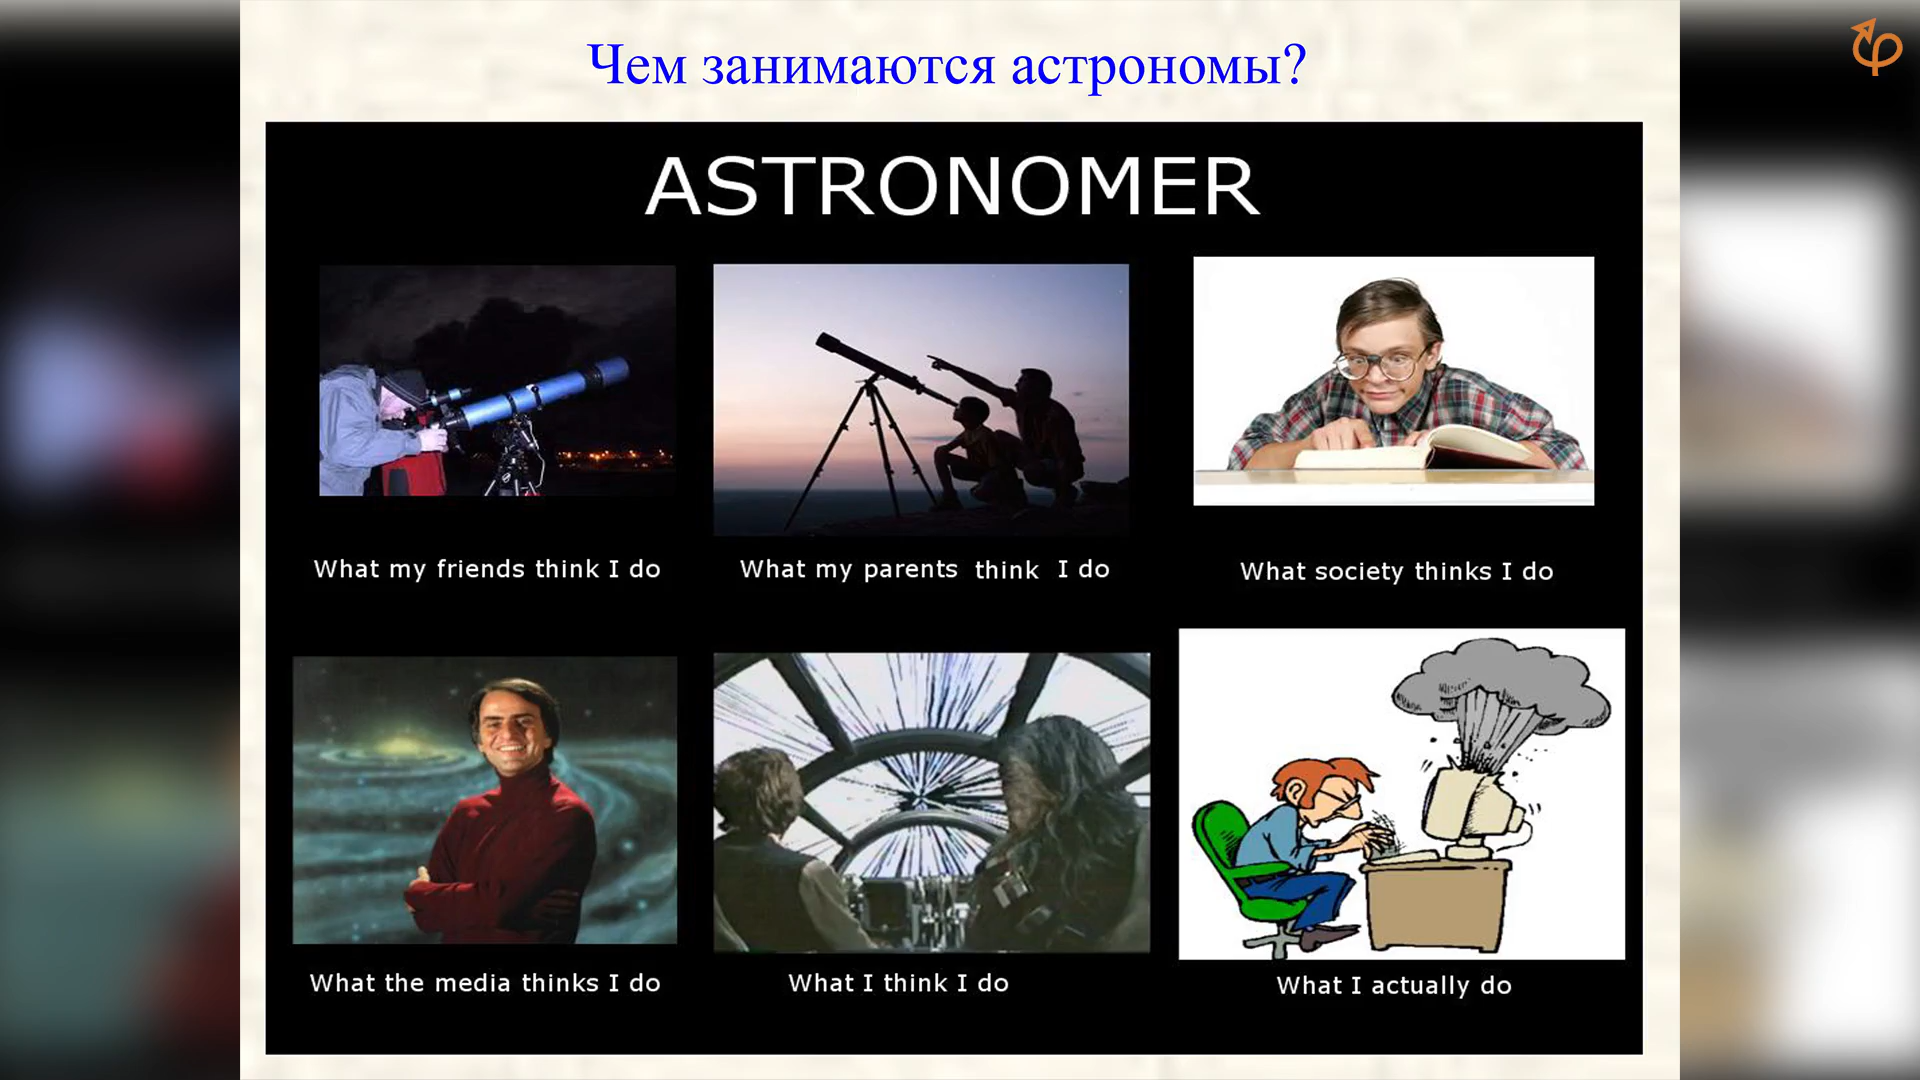 Чем занимаются астрономы?
ASTRONOMER
What my friends think I do
What my parents think I do
What society thinks I do
What the media thinks I do
What I think I do
What I actually do